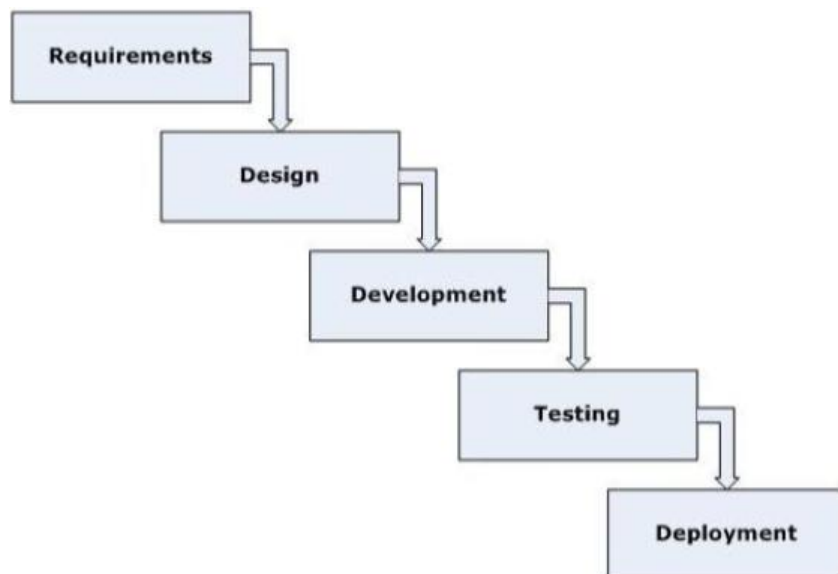 Requirements
Design
Development
Testing
Deployment